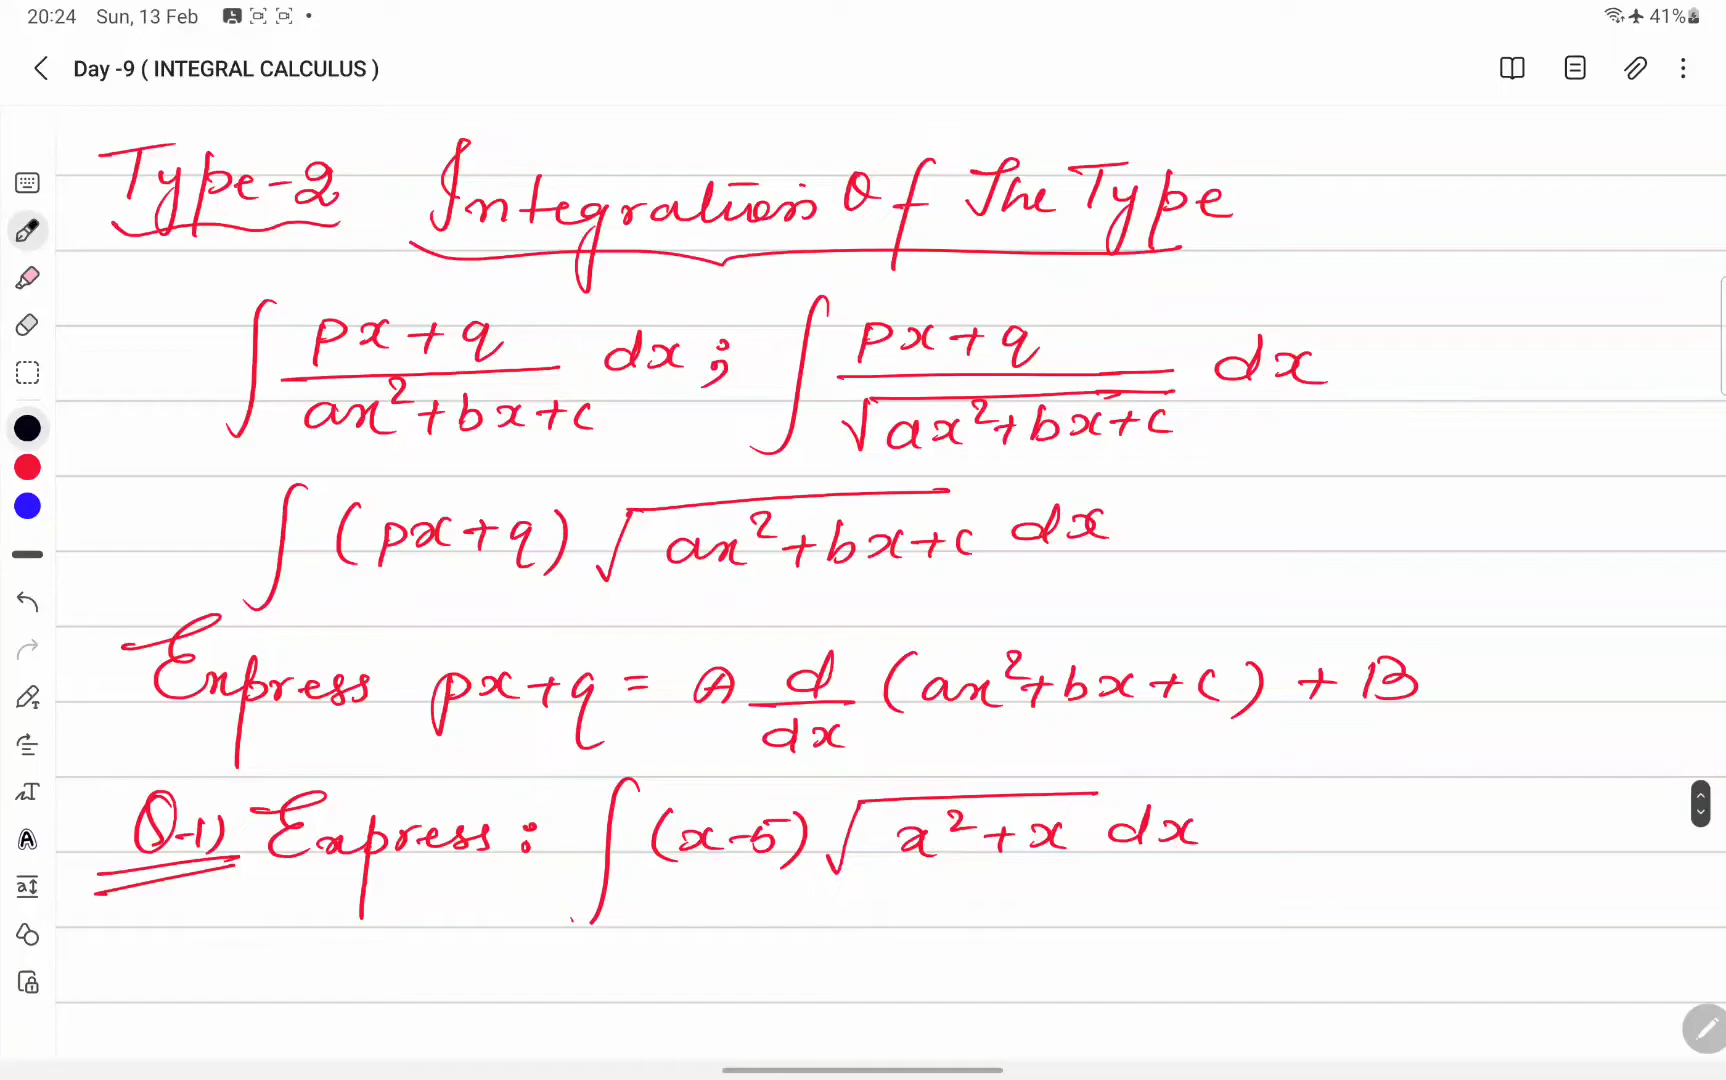 20:24 Sun, 13 Feb 41%
Day -9 ( INTEGRAL CALCULUS )
Type-2 Integration Of The Type
∫ px+q / ax²+bx+c dx ; ∫ px+q / √ax²+bx+c dx
∫ (px+q) √ax²+bx+c dx
Express px+q = A d/dx (ax²+bx+c) + B
Q-1) Express : ∫ (x-5) √x²+x dx